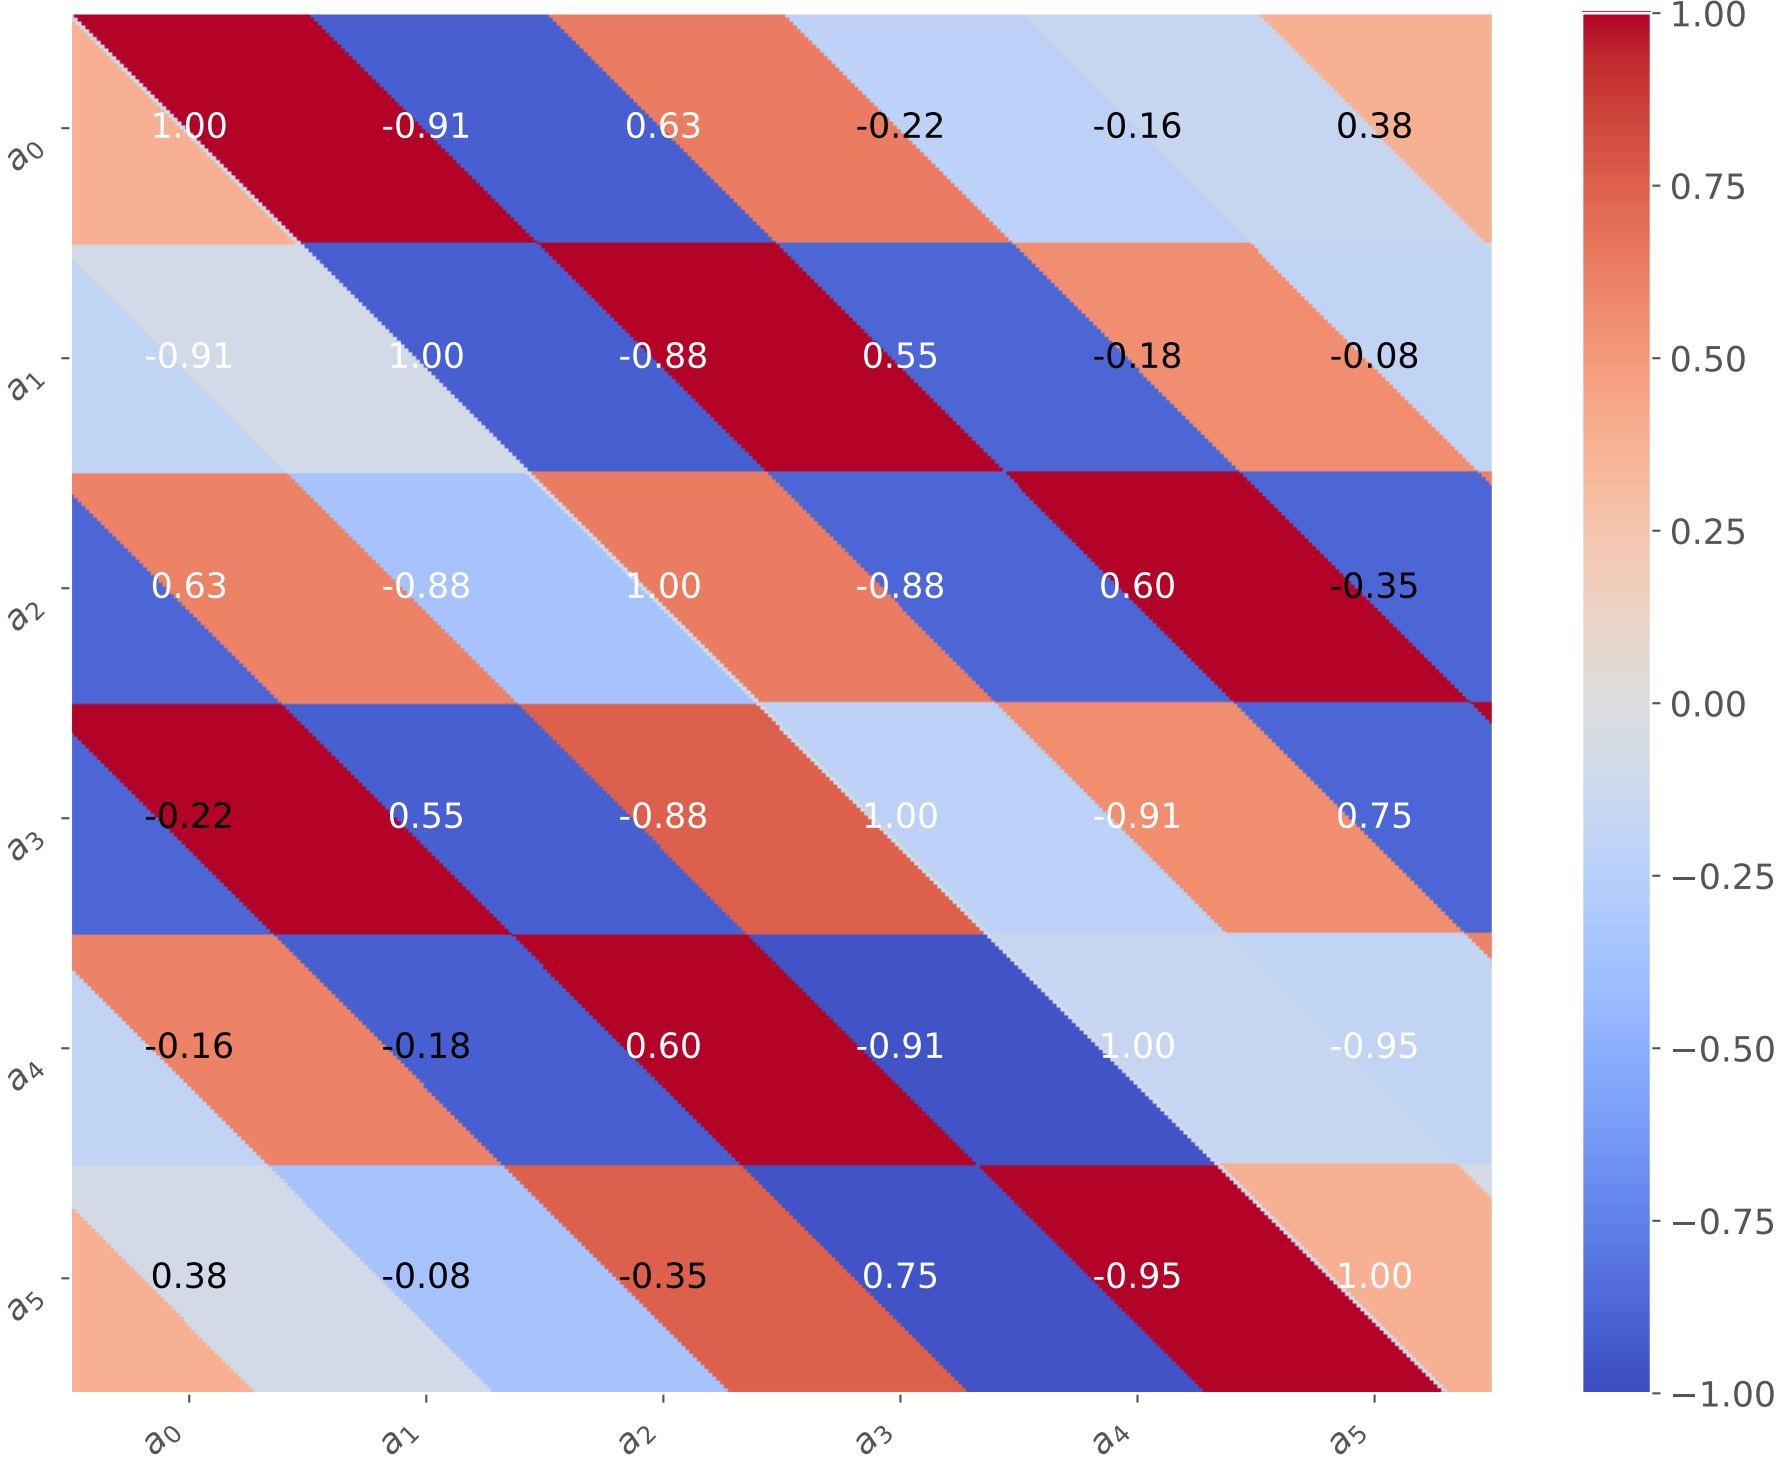 a0 1.00 -0.91 0.63 -0.22 -0.16 0.38
a1 -0.91 1.00 -0.88 0.55 -0.18 -0.08
a2 0.63 -0.88 1.00 -0.88 0.60 -0.35
a3 -0.22 0.55 -0.88 1.00 -0.91 0.75
a4 -0.16 -0.18 0.60 -0.91 1.00 -0.95
a5 0.38 -0.08 -0.35 0.75 -0.95 1.00
a0 a1 a2 a3 a4 a5
1.00
0.75
0.50
0.25
0.00
−0.25
−0.50
−0.75
−1.00